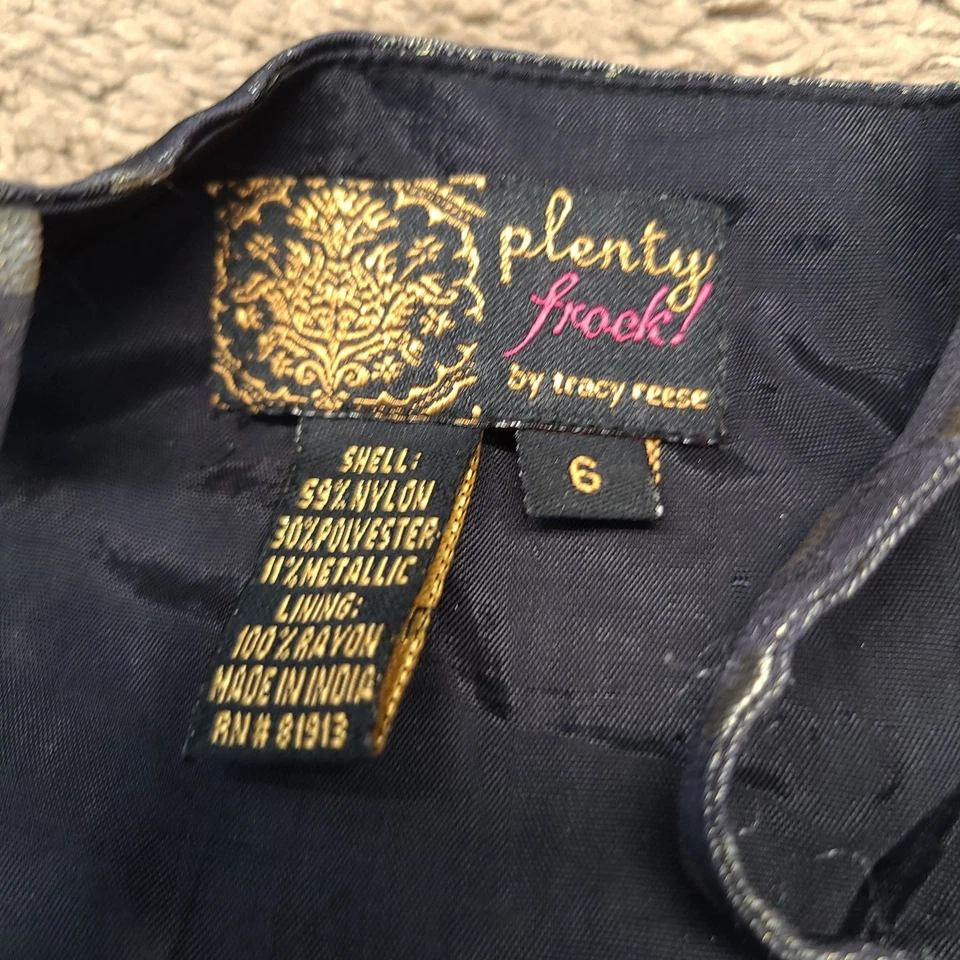 plenty
frock!
by tracy reese
6
SHELL:
59%NYLON
30%POLYESTER
11%METALLIC
LINING:
100%RAYON
MADE IN INDIA
RN# 81913